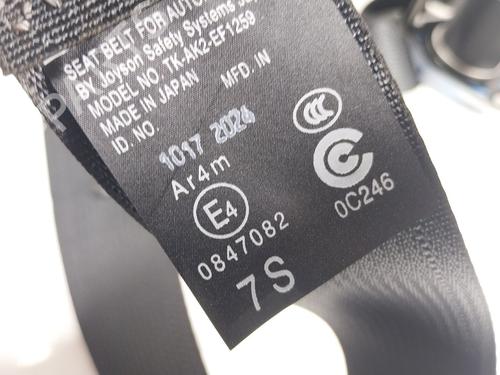 SEAT BELT FOR AUTO
BY Joyson Safety Systems
MODEL NO. TK-AK2-EF1259
MADE IN JAPAN MFD. IN
ID. NO.
1017 2024
Ar4m
E4
0847082
7S
CCC
0C246